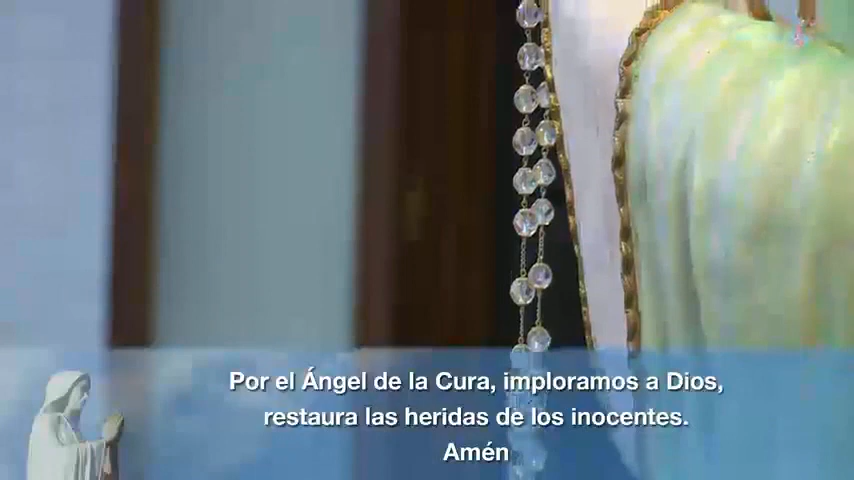 Por el Ángel de la Cura, imploramos a Dios,
restaura las heridas de los inocentes.
Amén